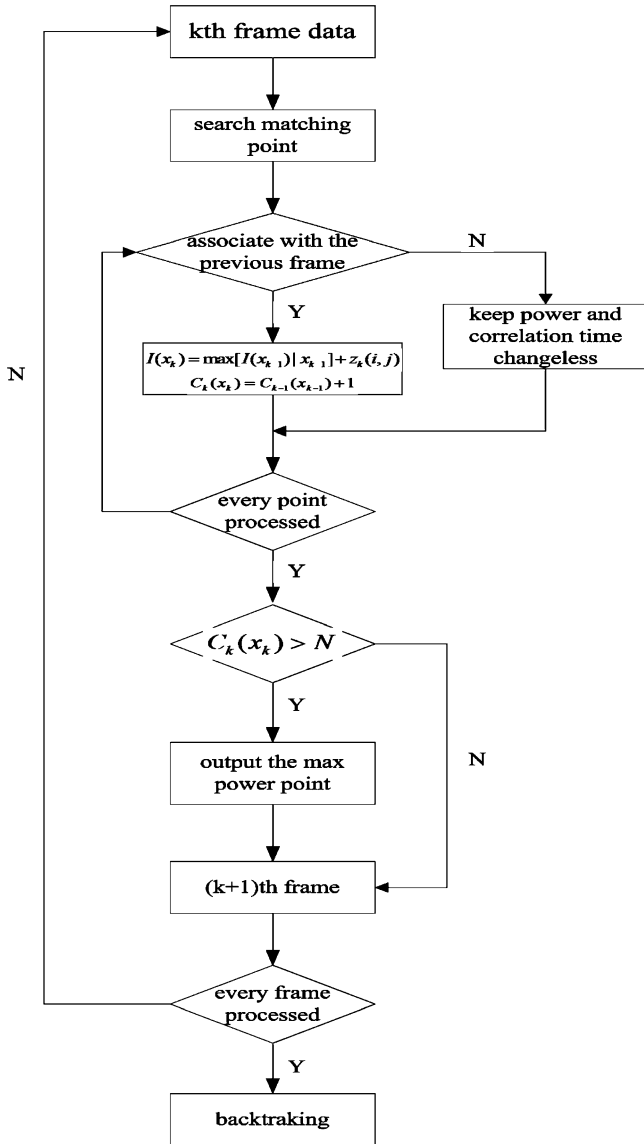 kth frame data
search matching
point
associate with the
previous frame
N
Y
keep power and
correlation time
changeless
I(x_k) = max[I(x_{k-1}) | x_{k-1}] + z_k(i, j)
C_k(x_k) = C_{k-1}(x_{k-1}) + 1
N
every point
processed
Y
C_k(x_k) > N
Y
N
output the max
power point
(k+1)th frame
every frame
processed
Y
backtraking